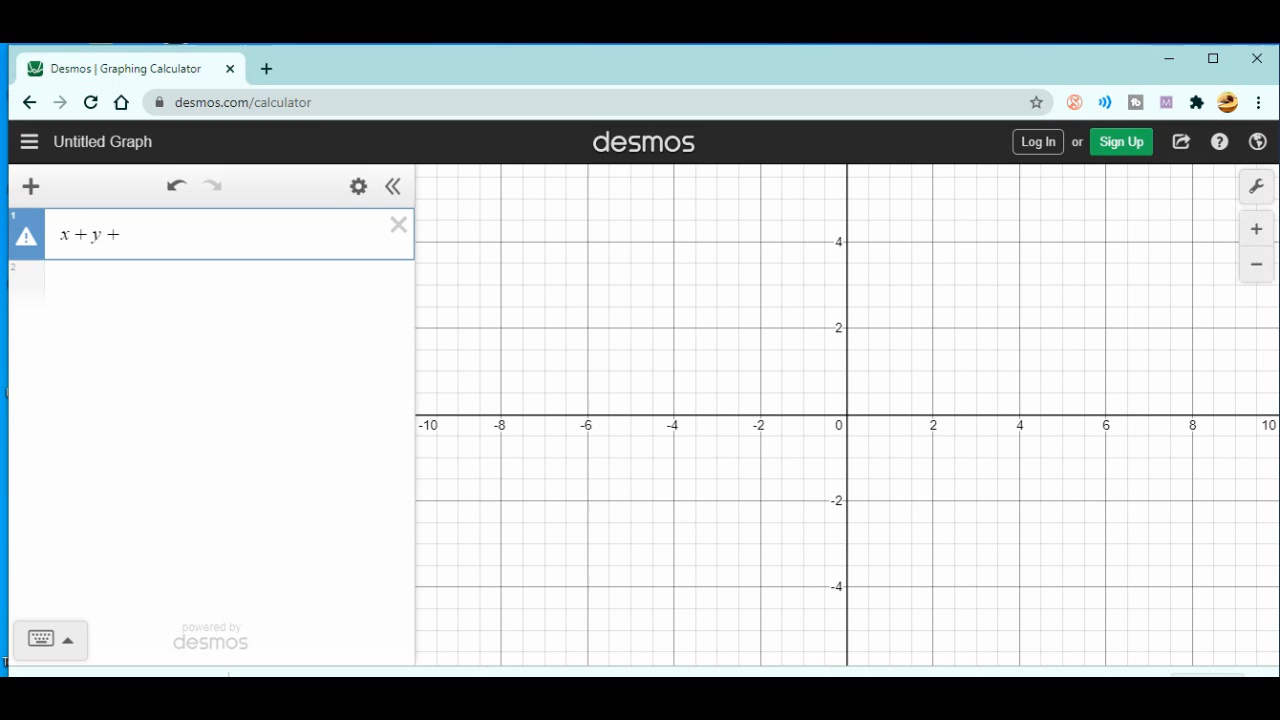 Desmos | Graphing Calculator
desmos.com/calculator
Untitled Graph
desmos
Log In or Sign Up
1
x + y +
2
4
2
-10 -8 -6 -4 -2 0 2 4 6 8 10
-2
-4
powered by
desmos